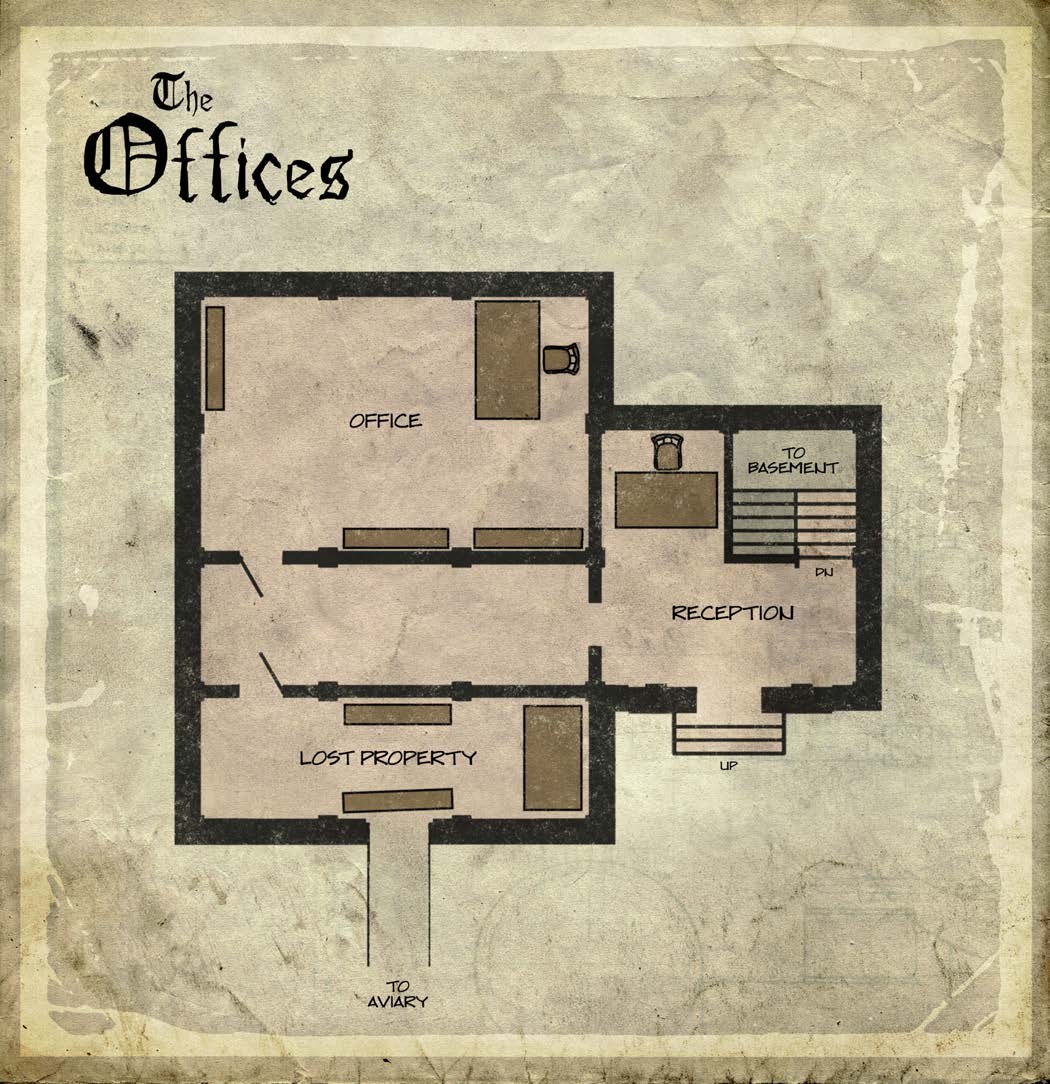 The
Offices
OFFICE
TO
BASEMENT
DN
RECEPTION
LOST PROPERTY
UP
TO
AVIARY